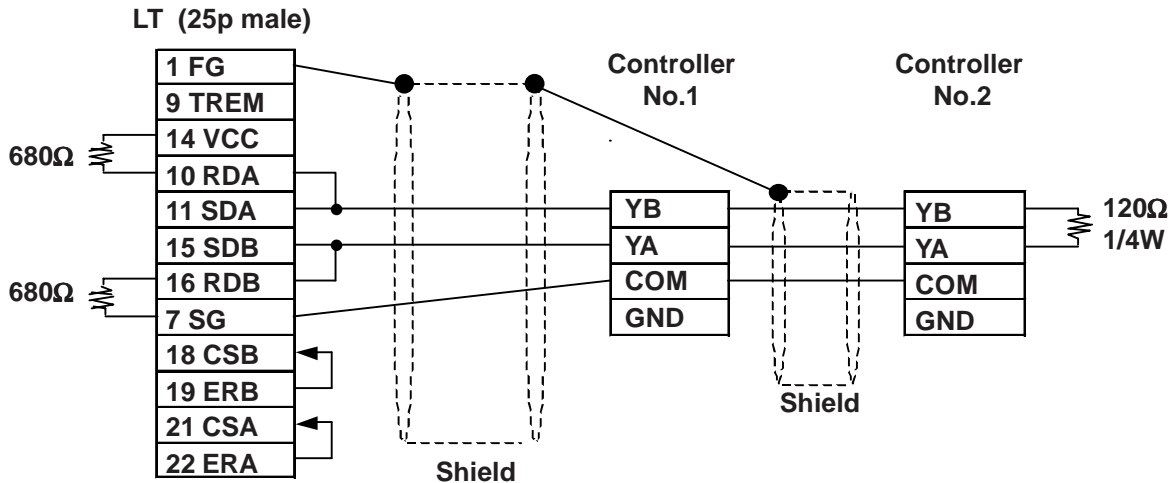 LT (25p male)
1 FG
9 TREM
14 VCC
10 RDA
11 SDA
15 SDB
16 RDB
7 SG
18 CSB
19 ERB
21 CSA
22 ERA
680Ω
680Ω
Shield
Controller
No.1
YB
YA
COM
GND
Shield
Controller
No.2
YB
YA
COM
GND
120Ω
1/4W